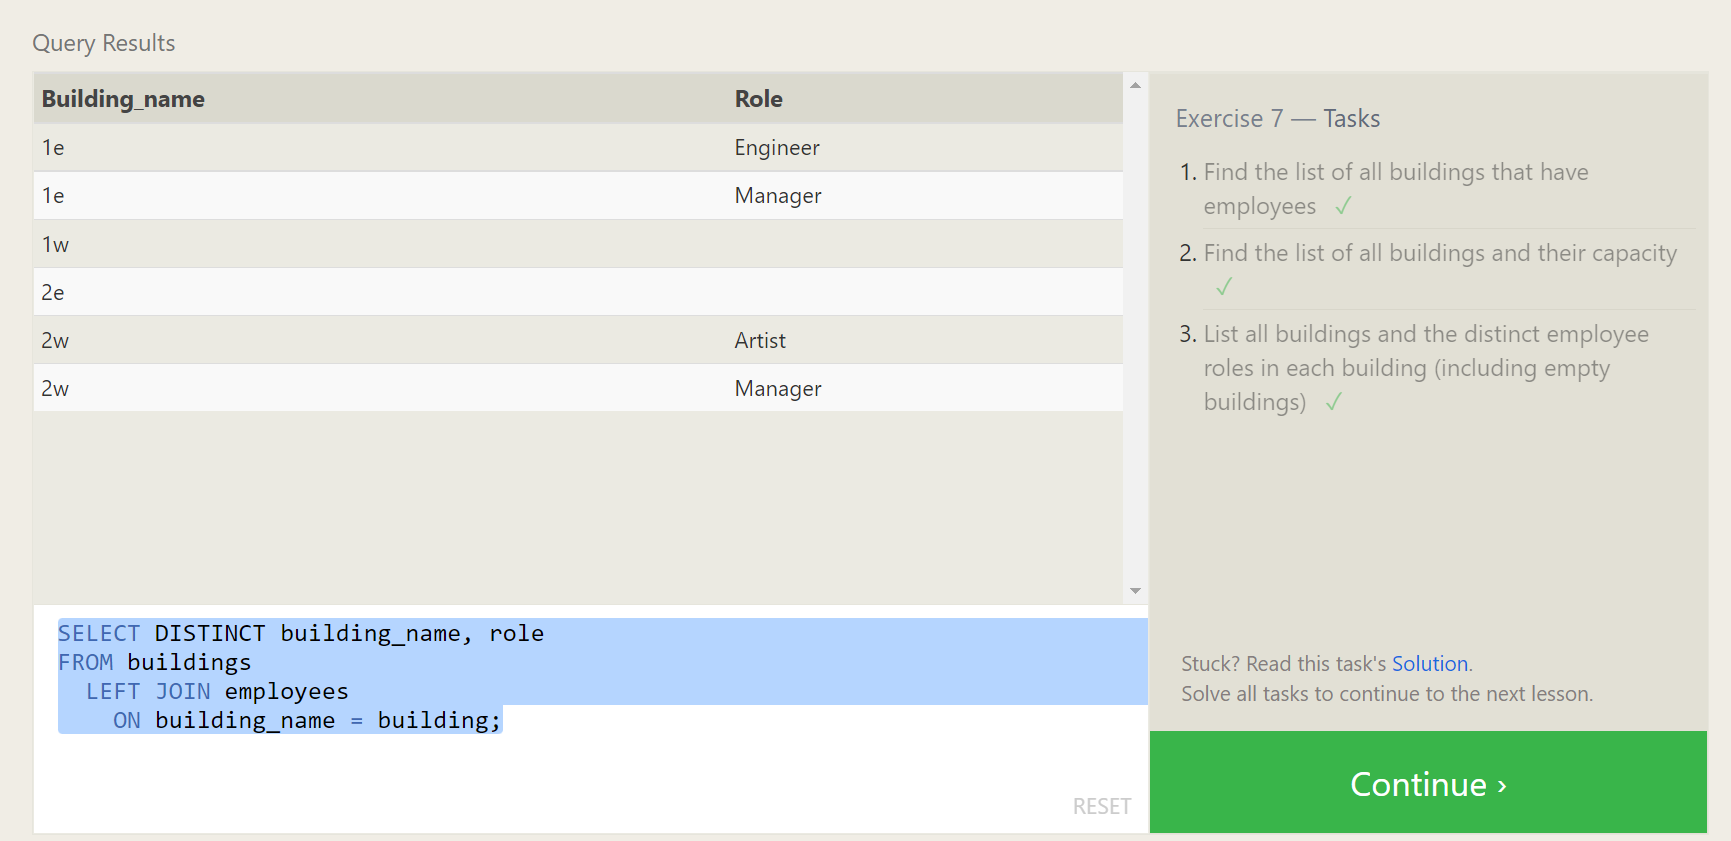 Query Results
Building_name Role
1e Engineer
1e Manager
1w
2e
2w Artist
2w Manager
SELECT DISTINCT building_name, role
FROM buildings
LEFT JOIN employees
ON building_name = building;
RESET
Exercise 7 — Tasks
1. Find the list of all buildings that have
employees ✓
2. Find the list of all buildings and their capacity
✓
3. List all buildings and the distinct employee
roles in each building (including empty
buildings) ✓
Stuck? Read this task's Solution.
Solve all tasks to continue to the next lesson.
Continue ›